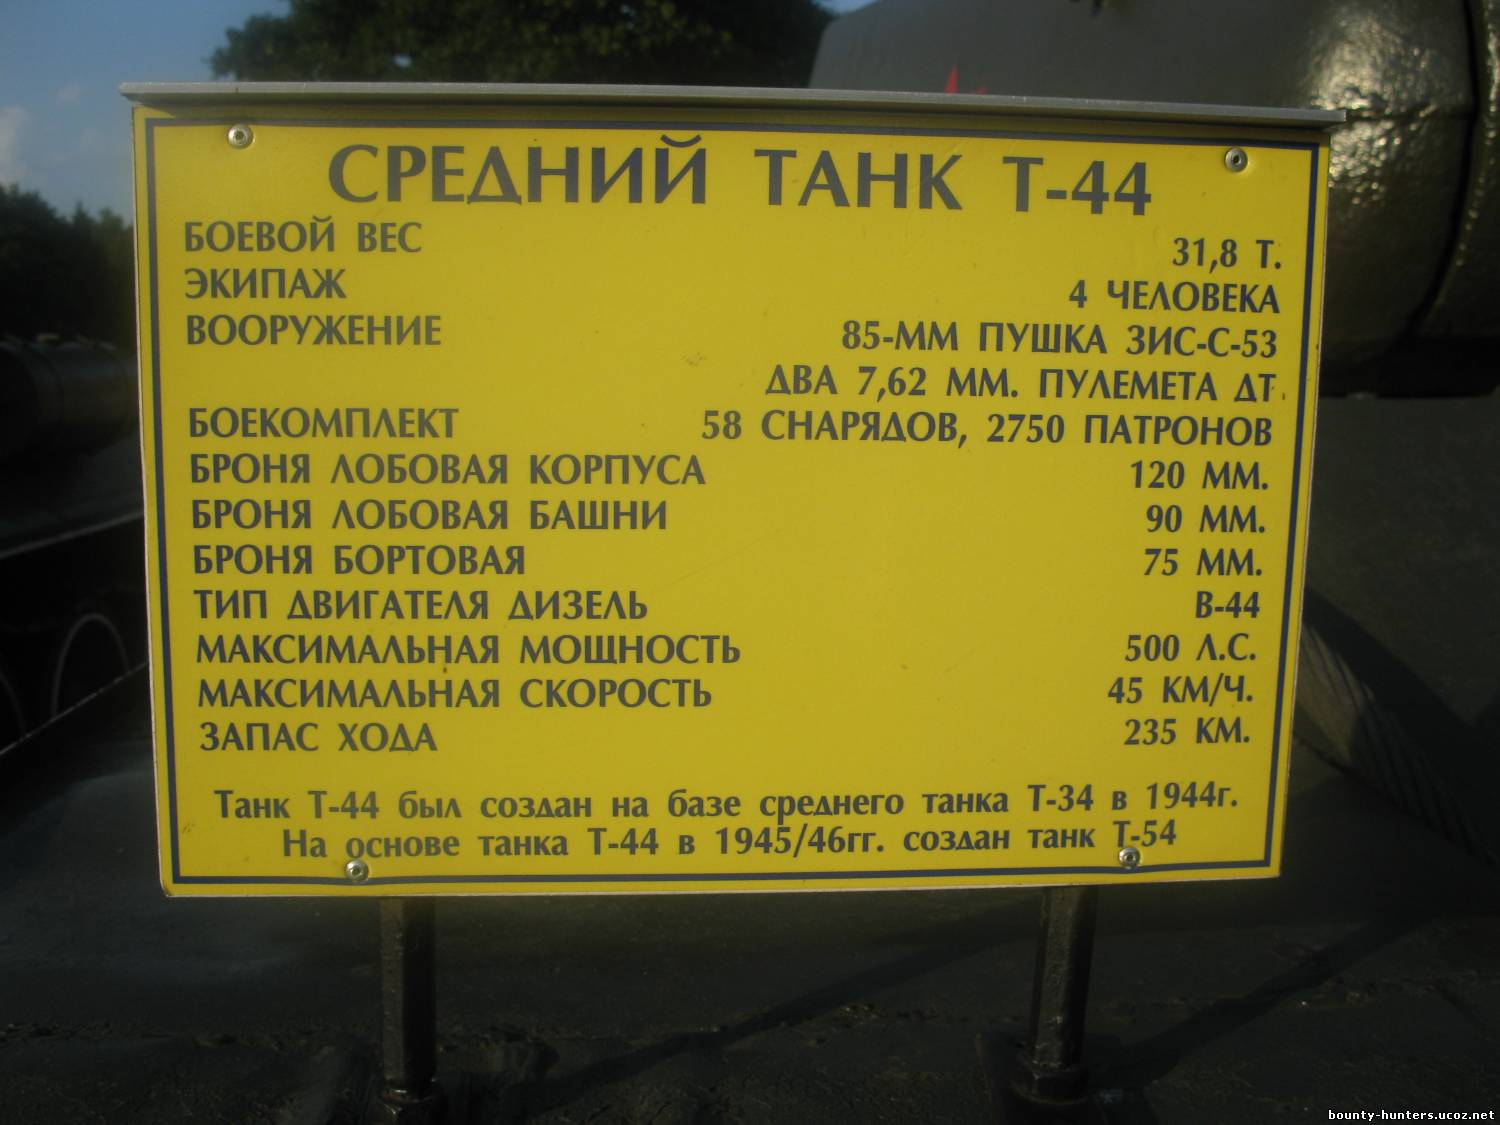 СРЕДНИЙ ТАНК Т-44
БОЕВОЙ ВЕС 31,8 Т.
ЭКИПАЖ 4 ЧЕЛОВЕКА
ВООРУЖЕНИЕ 85-ММ ПУШКА ЗИС-С-53
ДВА 7,62 ММ. ПУЛЕМЕТА ДТ.
БОЕКОМПЛЕКТ 58 СНАРЯДОВ, 2750 ПАТРОНОВ
БРОНЯ ЛОБОВАЯ КОРПУСА 120 ММ.
БРОНЯ ЛОБОВАЯ БАШНИ 90 ММ.
БРОНЯ БОРТОВАЯ 75 ММ.
ТИП ДВИГАТЕЛЯ ДИЗЕЛЬ В-44
МАКСИМАЛЬНАЯ МОЩНОСТЬ 500 Л.С.
МАКСИМАЛЬНАЯ СКОРОСТЬ 45 КМ/Ч.
ЗАПАС ХОДА 235 КМ.
Танк Т-44 был создан на базе среднего танка Т-34 в 1944г.
На основе танка Т-44 в 1945/46гг. создан танк Т-54
bounty-hunters.ucoz.net